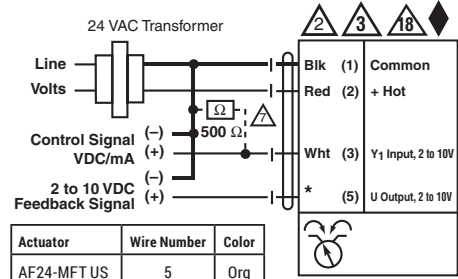 24 VAC Transformer
2 3 18
Line
Volts
Blk (1) Common
Red (2) + Hot
Ω 7
500 Ω
Control Signal (–)
VDC/mA (+)
Wht (3) Y1 Input, 2 to 10V
(–)
2 to 10 VDC
Feedback Signal (+)
* (5) U Output, 2 to 10V
Actuator Wire Number Color
AF24-MFT US 5 Org